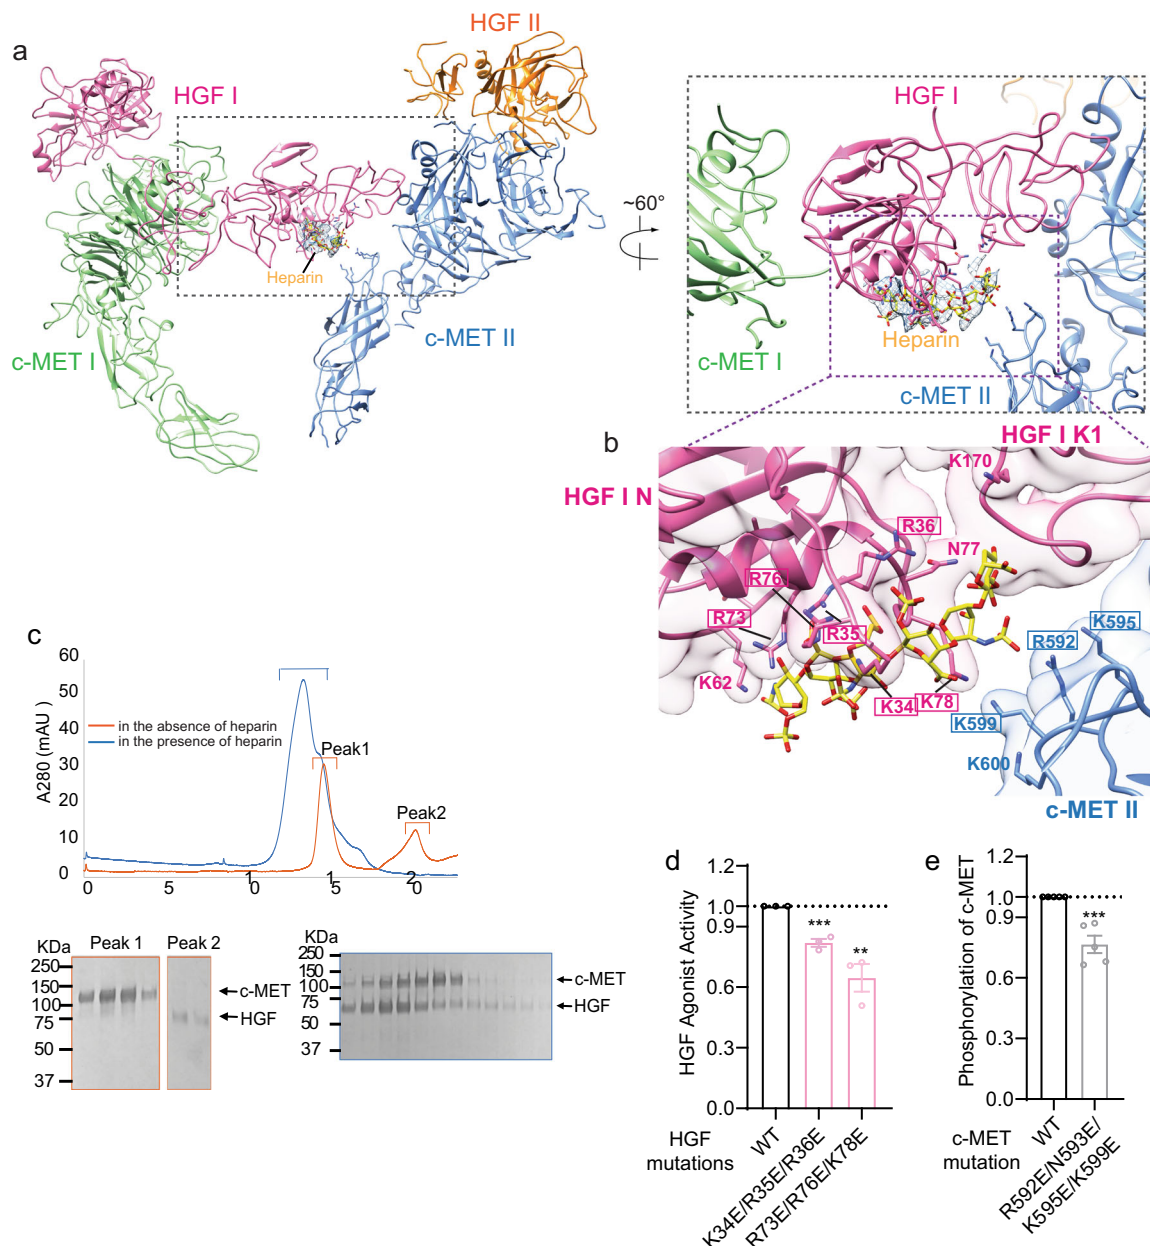 a
HGF I
HGF II
Heparin
c-MET I
c-MET II
~60°
HGF I
c-MET I
Heparin
c-MET II
b
HGF I N
HGF I K1
K170
R36
N77
R76
R73
R35
K62
K34
K78
K595
R592
K599
K600
c-MET II
c
60
50
40
30
20
10
0
A280 (mAU)
in the absence of heparin
in the presence of heparin
Peak1
Peak2
0
5
10
15
20
KDa
Peak 1
Peak 2
250
150
100
75
50
37
c-MET
HGF
KDa
250
150
100
75
50
37
c-MET
HGF
d
1.2
1.0
0.9
0.6
0.3
0.0
HGF Agonist Activity
***
**
HGF
mutations
WT
K34E/R35E/R36E
R73E/R76E/K78E
e
1.2
1.0
0.9
0.6
0.3
0.0
Phosphorylation of c-MET
***
c-MET
mutation
WT
R592E/N593E/
K595E/K599E